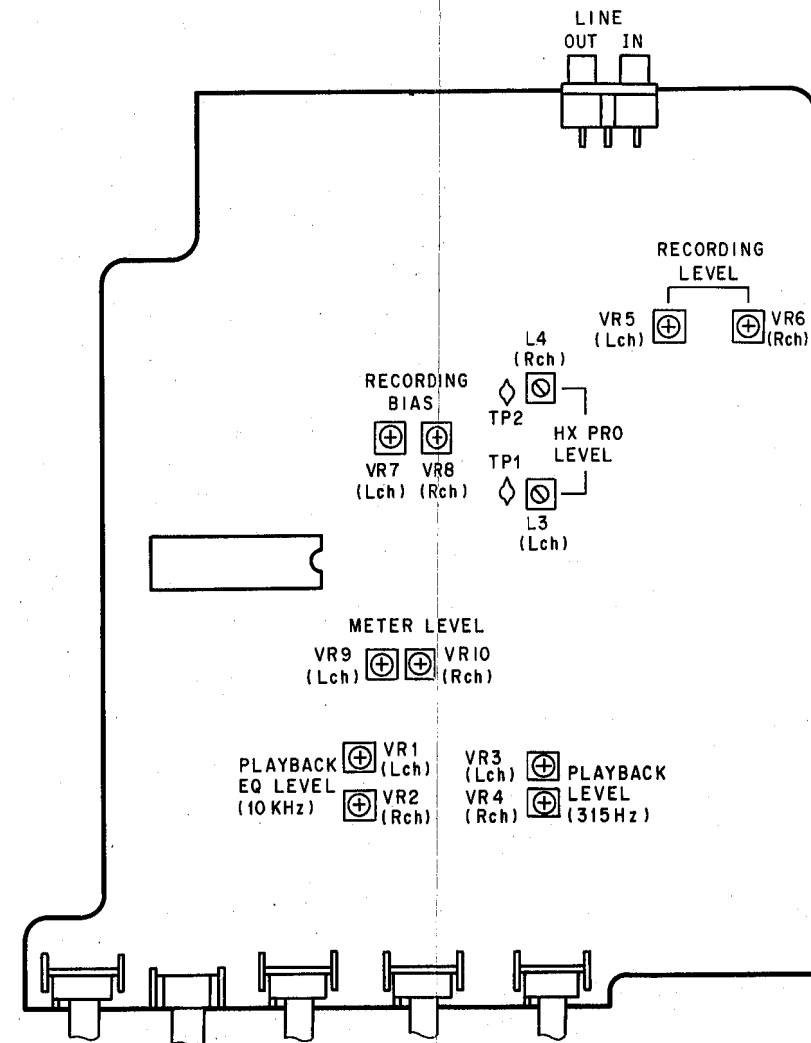 LINE
OUT IN
RECORDING
LEVEL
VR5
(Lch)
VR6
(Rch)
L4
(Rch)
TP2
HX PRO
LEVEL
TP1
L3
(Lch)
RECORDING
BIAS
VR7
(Lch)
VR8
(Rch)
METER LEVEL
VR9
(Lch)
VR10
(Rch)
PLAYBACK
EQ LEVEL
(10 KHz)
VR1
(Lch)
VR2
(Rch)
VR3
(Lch)
VR4
(Rch)
PLAYBACK
LEVEL
(315Hz)